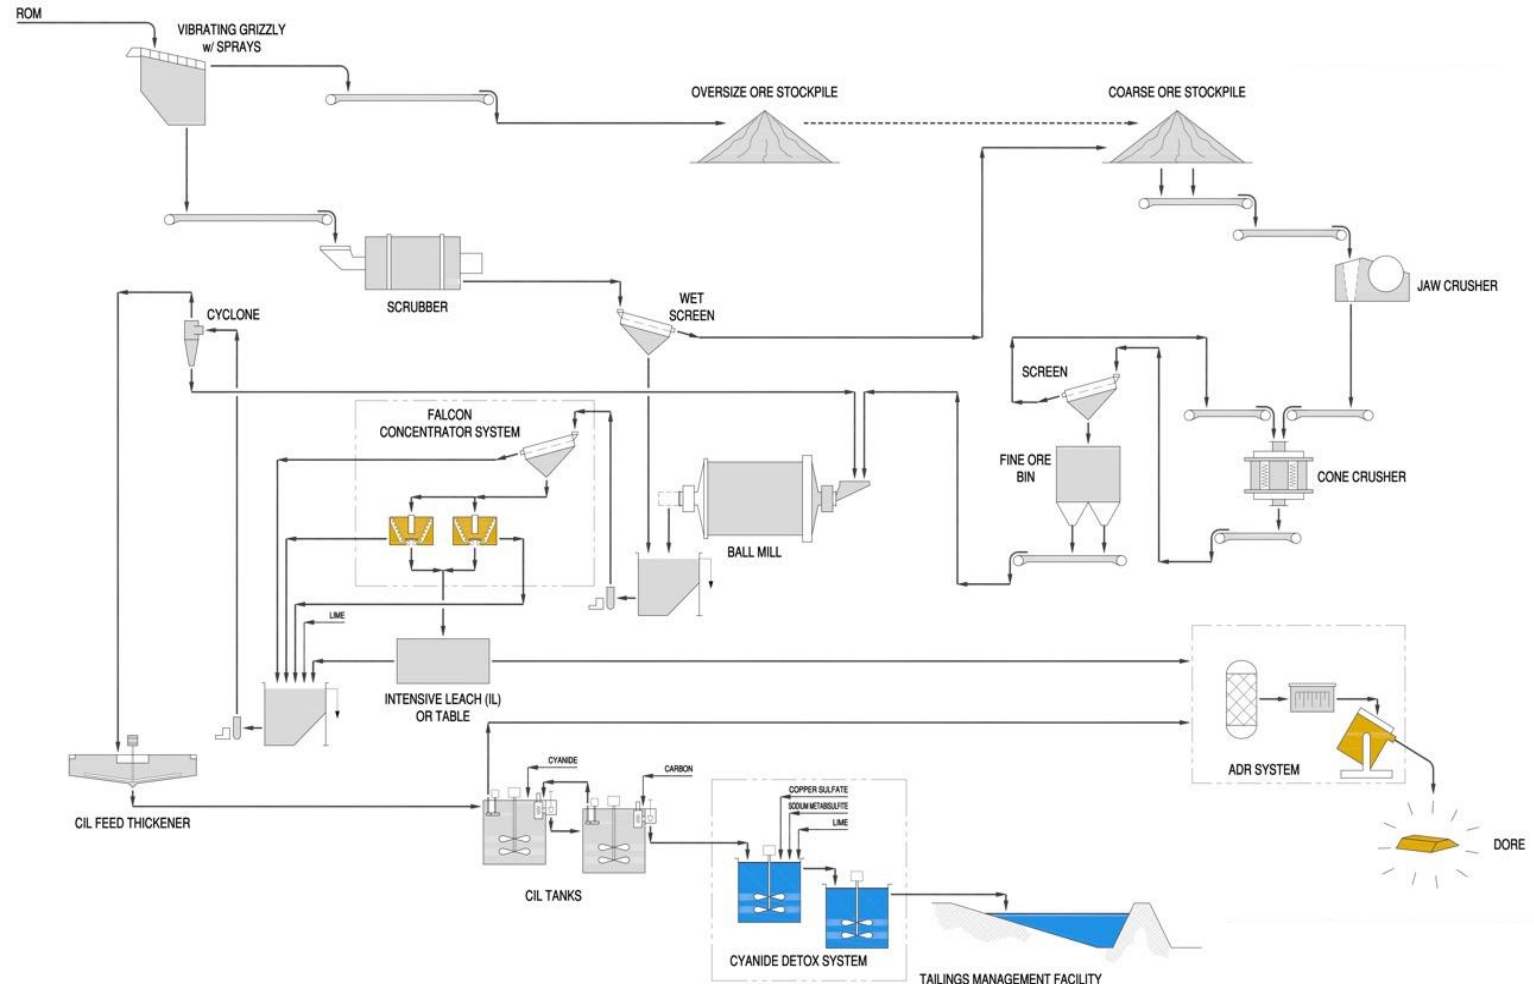 ROM
VIBRATING GRIZZLY
w/ SPRAYS
OVERSIZE ORE STOCKPILE
COARSE ORE STOCKPILE
SCRUBBER
WET
SCREEN
JAW CRUSHER
CYCLONE
SCREEN
FALCON
CONCENTRATOR SYSTEM
FINE ORE
BIN
CONE CRUSHER
BALL MILL
LIME
INTENSIVE LEACH (IL)
OR TABLE
CIL FEED THICKENER
CYANIDE
CARBON
CIL TANKS
COPPER SULFATE
SODIUM METABISULFITE
LIME
CYANIDE DETOX SYSTEM
TAILINGS MANAGEMENT FACILITY
ADR SYSTEM
DORE